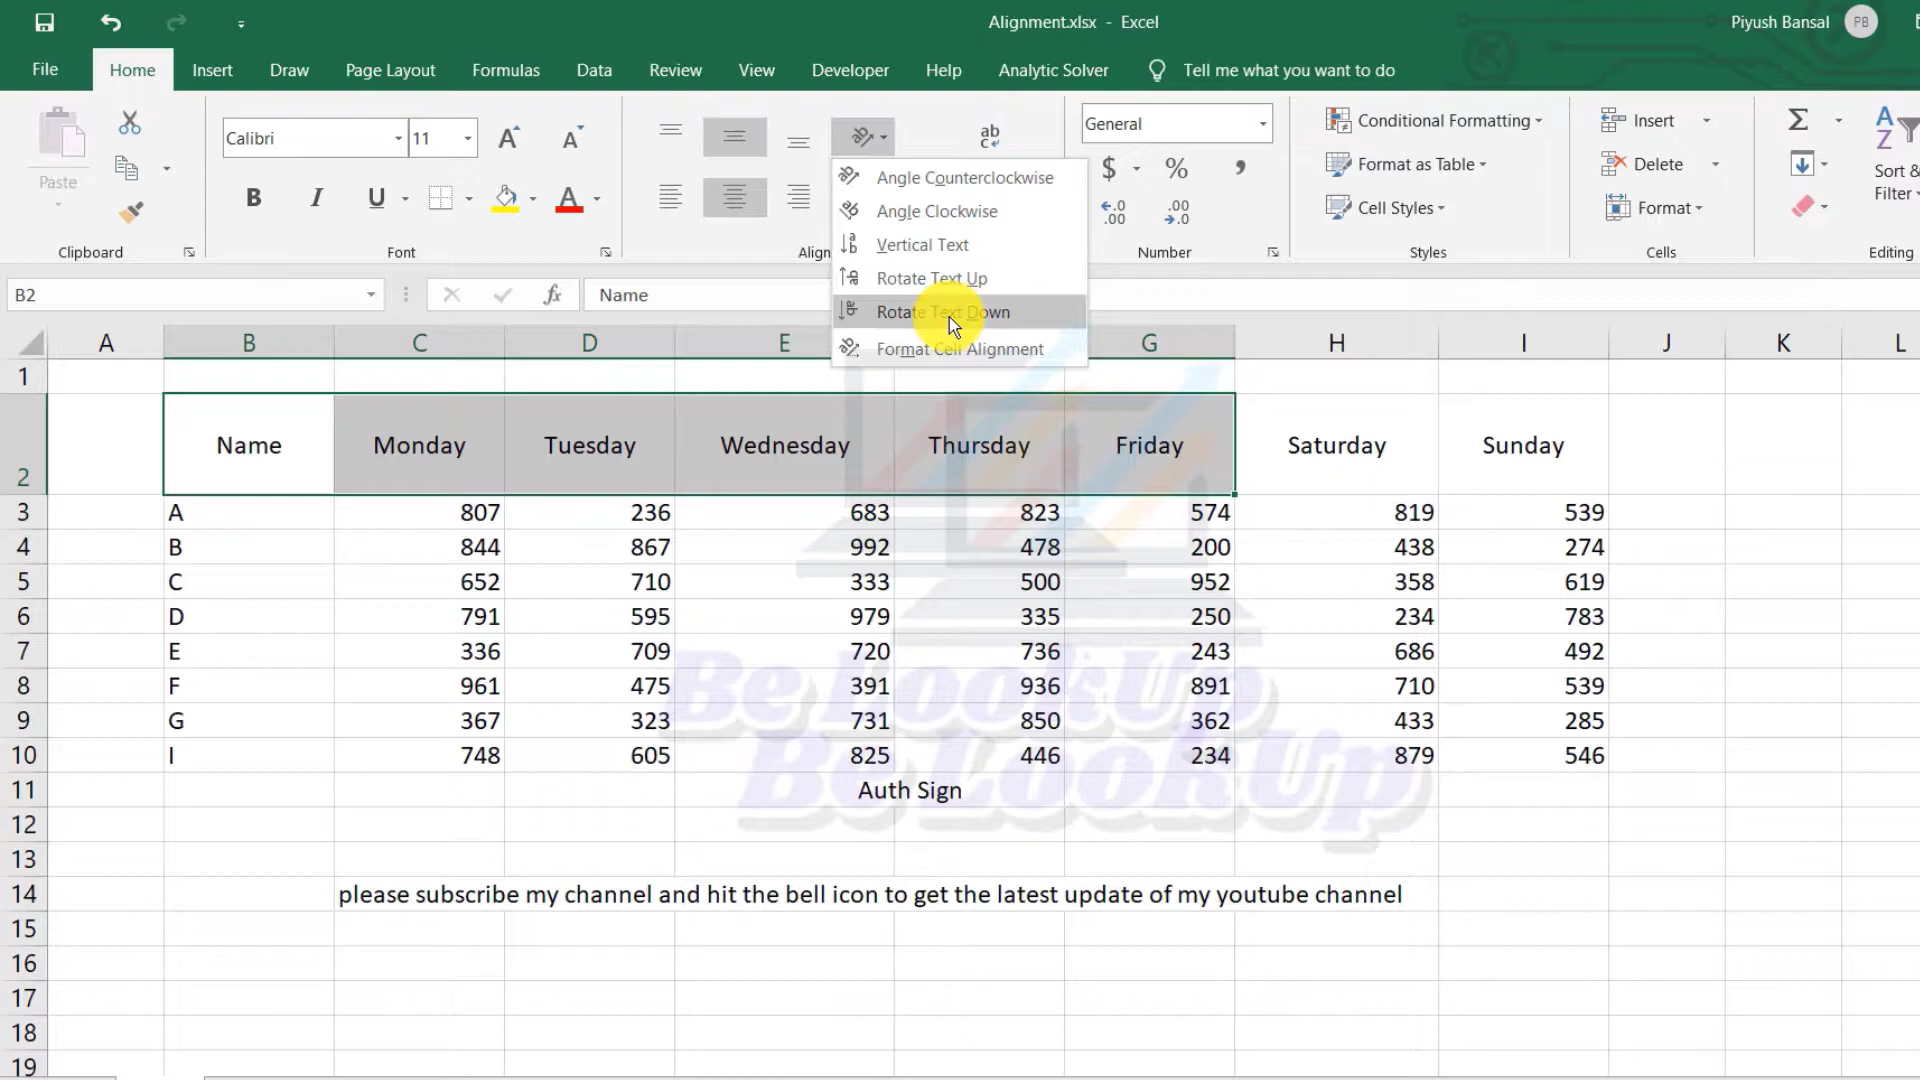 Alignment.xlsx - Excel
Piyush Bansal PB
File Home Insert Draw Page Layout Formulas Data Review View Developer Help Analytic Solver Tell me what you want to do
Paste
Calibri 11
General
Conditional Formatting
Format as Table
Cell Styles
Insert
Delete
Format
Sort &
Filter
Angle Counterclockwise
Angle Clockwise
Vertical Text
Rotate Text Up
Rotate Text Down
Format Cell Alignment
Clipboard Font Number Styles Cells Editing
B2 fx Name
A B C D E G H I J K L
1
2 Name Monday Tuesday Wednesday Thursday Friday Saturday Sunday
3 A 807 236 683 823 574 819 539
4 B 844 867 992 478 200 438 274
5 C 652 710 333 500 952 358 619
6 D 791 595 979 335 250 234 783
7 E 336 709 720 736 243 686 492
8 F 961 475 391 936 891 710 539
9 G 367 323 731 850 362 433 285
10 I 748 605 825 446 234 879 546
11 Auth Sign
12
13
14 please subscribe my channel and hit the bell icon to get the latest update of my youtube channel
15
16
17
18
19
Be LookUp
Be LookUp